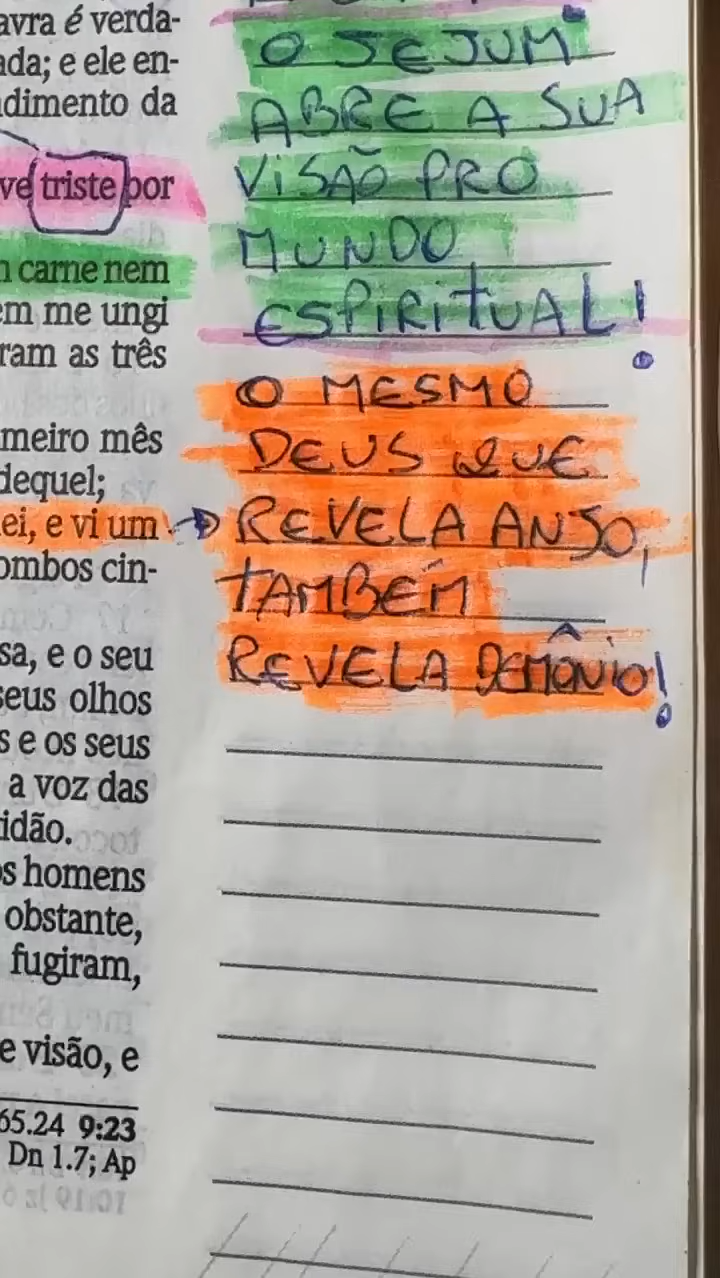 avra é verda-
ada; e ele en-
dimento da
ve triste por
n carne nem
em me ungi
ram as três
meiro mês
dequel;
ei, e vi um
ombos cin-
sa, e o seu
seus olhos
s e os seus
a voz das
idão.
os homens
obstante,
fugiram,
e visão, e
65.24 9:23
Dn 1.7; Ap
O JEJUM
ABRE A SUA
VISÃO PRO
MUNDO
ESPIRITUAL!
O MESMO
DEUS QUE
REVELA ANJO,
TAMBÉM
REVELA DEMÔNIO!